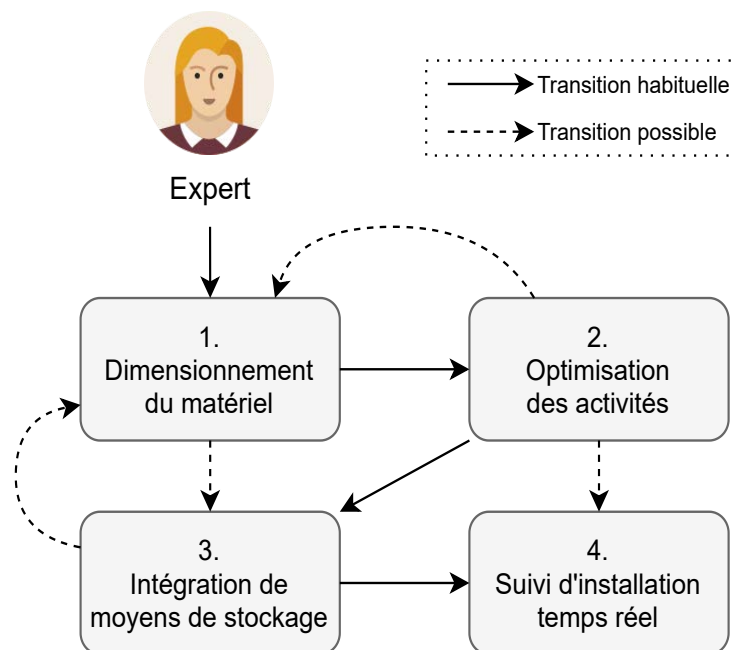 Transition habituelle
Transition possible
Expert
1.
Dimensionnement
du matériel
2.
Optimisation
des activités
3.
Intégration de
moyens de stockage
4.
Suivi d'installation
temps réel